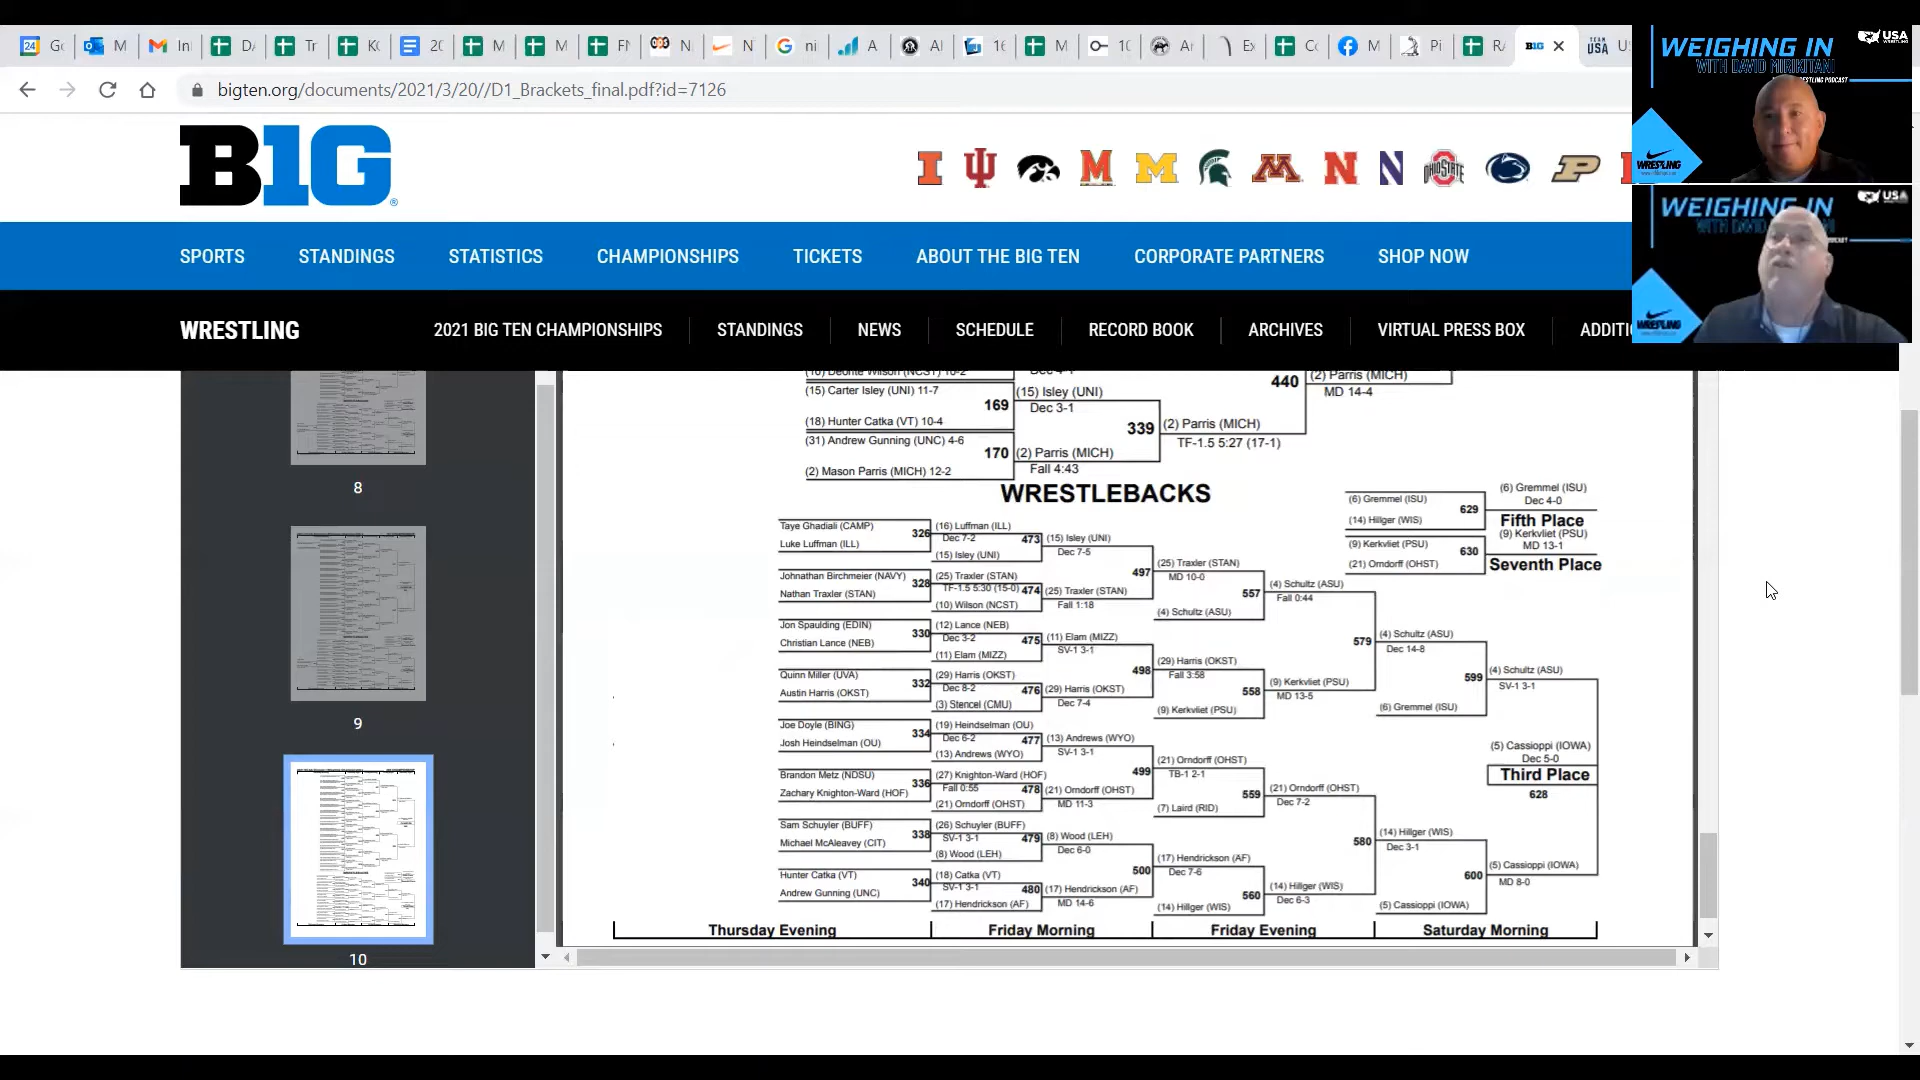 bigten.org/documents/2021/3/20//D1_Brackets_final.pdf?id=7126
B1G
SPORTS STANDINGS STATISTICS CHAMPIONSHIPS TICKETS ABOUT THE BIG TEN CORPORATE PARTNERS SHOP NOW
WRESTLING 2021 BIG TEN CHAMPIONSHIPS STANDINGS NEWS SCHEDULE RECORD BOOK ARCHIVES VIRTUAL PRESS BOX ADDITI
WEIGHING IN
WITH DAVID MIRIKITANI
USA
WRESTLING
WEIGHING IN
USA
WRESTLING
8
9
10
(15) Carter Isley (UNI) 11-7
(18) Hunter Catka (VT) 10-4
169
(15) Isley (UNI)
Dec 3-1
(31) Andrew Gunning (UNC) 4-6
(2) Mason Parris (MICH) 12-2
170
(2) Parris (MICH)
Fall 4:43
339
(2) Parris (MICH)
TF-1.5 5:27 (17-1)
440
(2) Parris (MICH)
MD 14-4
WRESTLEBACKS
Taye Ghadiali (CAMP)
Luke Luffman (ILL)
326
Johnathan Birchmeier (NAVY)
Nathan Traxler (STAN)
328
Jon Spaulding (EDIN)
Christian Lance (NEB)
330
Quinn Miller (UVA)
Austin Harris (OKST)
332
Joe Doyle (BING)
Josh Heindselman (OU)
334
Brandon Metz (NDSU)
Zachary Knighton-Ward (HOF)
336
Sam Schuyler (BUFF)
Michael McAleavey (CIT)
338
Hunter Catka (VT)
Andrew Gunning (UNC)
340
(16) Luffman (ILL)
Dec 7-2
(15) Isley (UNI)
473
(25) Traxler (STAN)
TF-1.5 5:30 (15-0)
(10) Wilson (NCST)
474
(12) Lance (NEB)
Dec 3-2
(11) Elam (MIZZ)
475
(29) Harris (OKST)
Dec 8-2
(3) Stencel (CMU)
476
(19) Heindselman (OU)
Dec 6-2
(13) Andrews (WYO)
477
(27) Knighton-Ward (HOF)
Fall 0:55
(21) Orndorff (OHST)
478
(26) Schuyler (BUFF)
SV-1 3-1
(8) Wood (LEH)
479
(18) Catka (VT)
SV-1 3-1
(17) Hendrickson (AF)
480
(15) Isley (UNI)
Dec 7-5
(25) Traxler (STAN)
Fall 1:18
497
(11) Elam (MIZZ)
SV-1 3-1
(29) Harris (OKST)
Dec 7-4
498
(13) Andrews (WYO)
SV-1 3-1
(21) Orndorff (OHST)
MD 11-3
499
(8) Wood (LEH)
Dec 6-0
(17) Hendrickson (AF)
MD 14-6
500
(25) Traxler (STAN)
MD 10-0
(4) Schultz (ASU)
557
(29) Harris (OKST)
Fall 3:58
(9) Kerkvliet (PSU)
558
(21) Orndorff (OHST)
TB-1 2-1
(7) Laird (RID)
559
(17) Hendrickson (AF)
Dec 7-6
(14) Hillger (WIS)
560
(4) Schultz (ASU)
Fall 0:44
(9) Kerkvliet (PSU)
MD 13-5
579
(21) Orndorff (OHST)
Dec 7-2
(14) Hillger (WIS)
Dec 6-3
580
(4) Schultz (ASU)
Dec 14-8
(6) Gremmel (ISU)
599
(14) Hillger (WIS)
Dec 3-1
(5) Cassioppi (IOWA)
600
(4) Schultz (ASU)
SV-1 3-1
(5) Cassioppi (IOWA)
MD 8-0
(5) Cassioppi (IOWA)
Dec 5-0
Third Place
628
(6) Gremmel (ISU)
(14) Hillger (WIS)
629
(6) Gremmel (ISU)
Dec 4-0
Fifth Place
(9) Kerkvliet (PSU)
(21) Orndorff (OHST)
630
(9) Kerkvliet (PSU)
MD 13-1
Seventh Place
Thursday Evening Friday Morning Friday Evening Saturday Morning